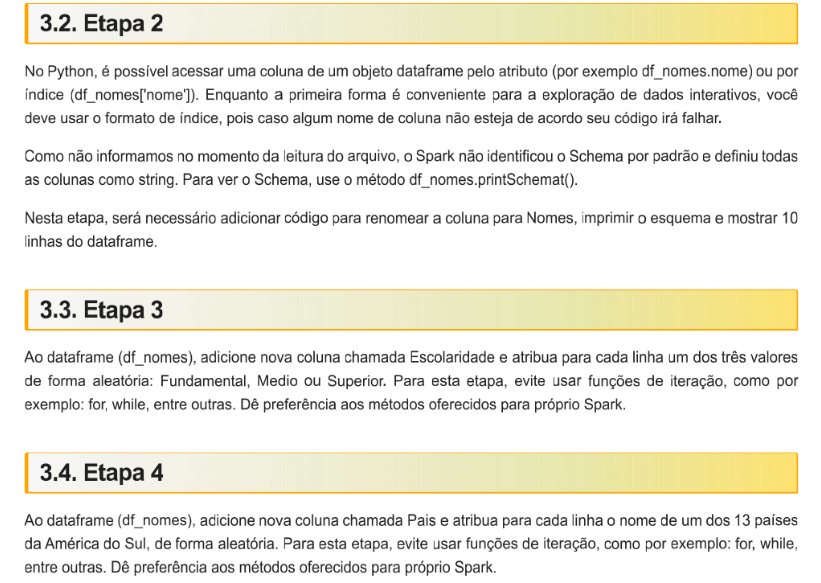 3.2. Etapa 2
No Python, é possível acessar uma coluna de um objeto dataframe pelo atributo (por exemplo df_nomes.nome) ou por
índice (df_nomes['nome']). Enquanto a primeira forma é conveniente para a exploração de dados interativos, você
deve usar o formato de índice, pois caso algum nome de coluna não esteja de acordo seu código irá falhar.
Como não informamos no momento da leitura do arquivo, o Spark não identificou o Schema por padrão e definiu todas
as colunas como string. Para ver o Schema, use o método df_nomes.printSchemat().
Nesta etapa, será necessário adicionar código para renomear a coluna para Nomes, imprimir o esquema e mostrar 10
linhas do dataframe.
3.3. Etapa 3
Ao dataframe (df_nomes), adicione nova coluna chamada Escolaridade e atribua para cada linha um dos três valores
de forma aleatória: Fundamental, Medio ou Superior. Para esta etapa, evite usar funções de iteração, como por
exemplo: for, while, entre outras. Dê preferência aos métodos oferecidos para próprio Spark.
3.4. Etapa 4
Ao dataframe (df_nomes), adicione nova coluna chamada Pais e atribua para cada linha o nome de um dos 13 países
da América do Sul, de forma aleatória. Para esta etapa, evite usar funções de iteração, como por exemplo: for, while,
entre outras. Dê preferência aos métodos oferecidos para próprio Spark.